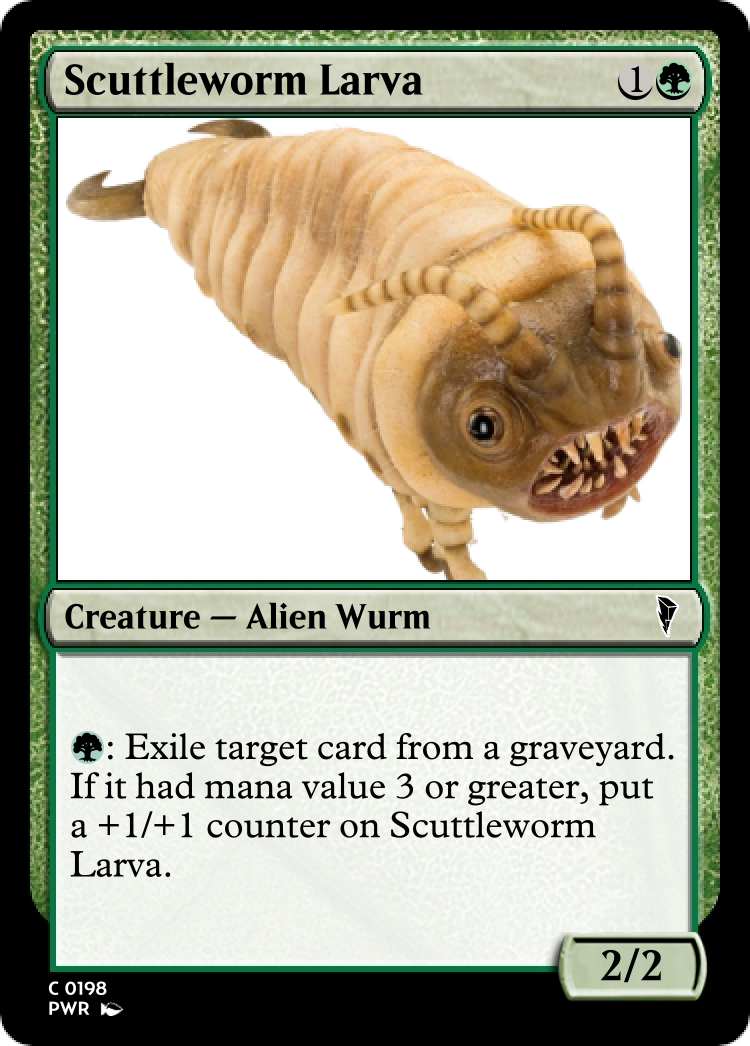 Scuttleworm Larva 1
Creature — Alien Wurm
: Exile target card from a graveyard.
If it had mana value 3 or greater, put
a +1/+1 counter on Scuttleworm
Larva.
2/2
C 0198
PWR